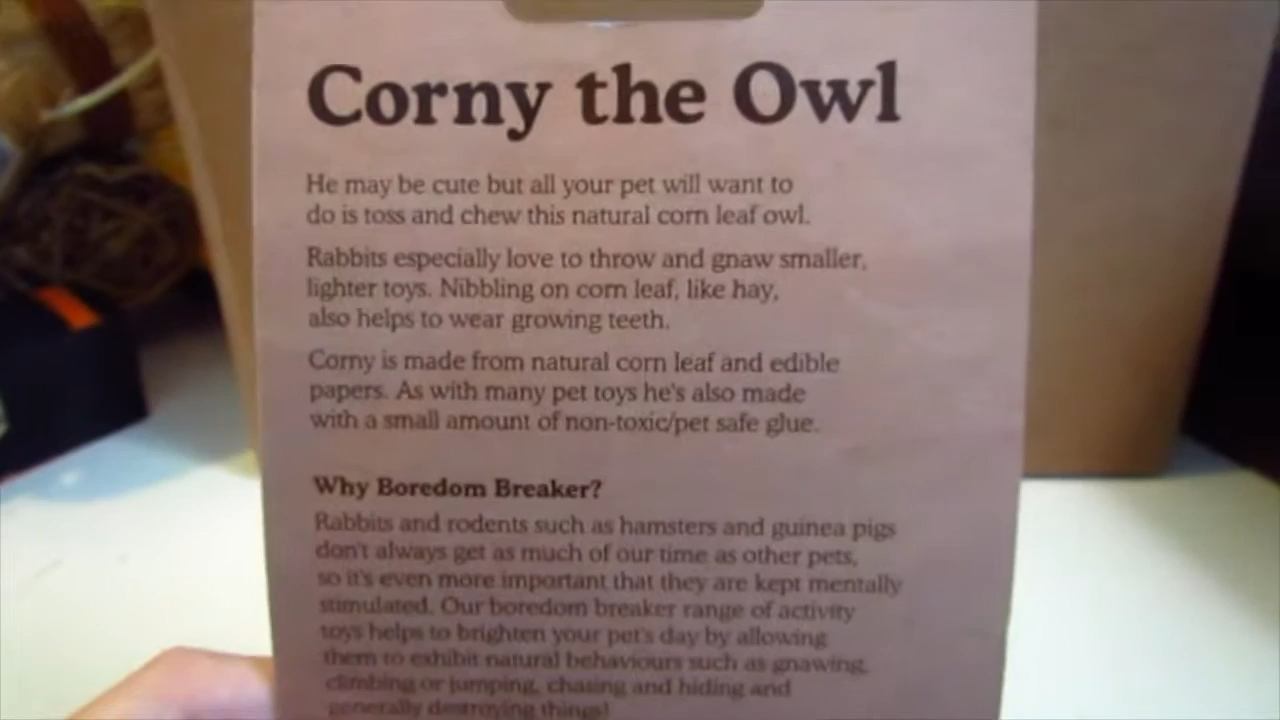 Corny the Owl
He may be cute but all your pet will want to
do is toss and chew this natural corn leaf owl.
Rabbits especially love to throw and gnaw smaller,
lighter toys. Nibbling on corn leaf, like hay,
also helps to wear growing teeth.
Corny is made from natural corn leaf and edible
papers. As with many pet toys he's also made
with a small amount of non-toxic/pet safe glue.
Why Boredom Breaker?
Rabbits and rodents such as hamsters and guinea pigs
don't always get as much of our time as other pets,
so it's even more important that they are kept mentally
stimulated. Our boredom breaker range of activity
toys helps to brighten your pet's day by allowing
them to exhibit natural behaviours such as gnawing,
climbing or jumping, chasing and hiding and
generally destroying things!